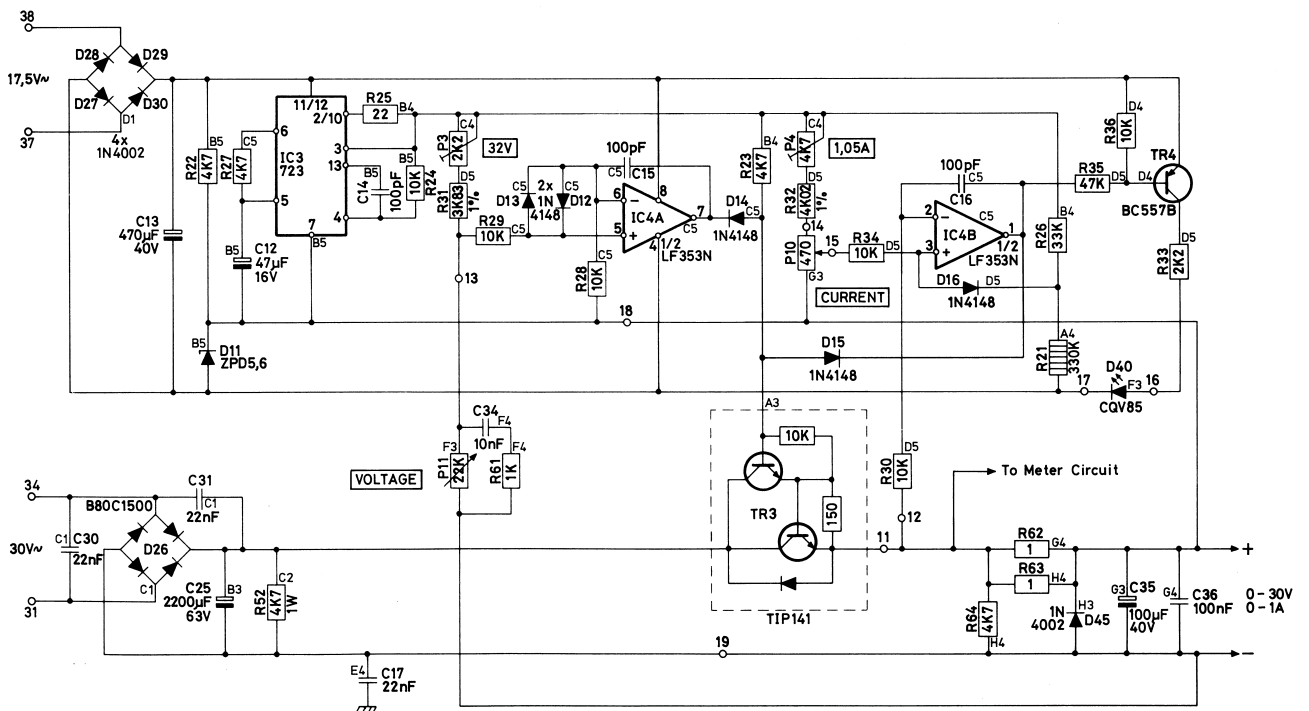 38
D28
D29
17,5V~
D27
D30
D1
4x
1N4002
37
C13
470µF
40V
B5
R22
4K7
C5
R27
4K7
6
5
11/12
2/10
IC3
723
3
13
4
7
B5
B5
C12
47µF
16V
B5
D11
ZPD5,6
R25
22
B4
B5
C14
100pF
B5
10K
R24
C4
P3
2K2
32V
D5
R31
3K83
1%
R29
10K
C5
13
C5
D13
2x
1N
4148
C5
D12
100pF
C5
C15
6
5
8
7
4
IC4A
C5
1/2
LF353N
C5
R28
10K
18
D14
C5
1N4148
B4
R23
4K7
C4
P4
4K7
1,05A
D5
R32
4K02
1%
14
P10
470
G3
15
R34
10K
D5
CURRENT
100pF
C5
C16
2
3
1
IC4B
C5
1/2
LF353N
D16
D5
1N4148
D15
1N4148
B4
R26
33K
A4
R21
330K
R35
47K
D5
D4
R36
10K
D4
TR4
BC557B
D5
R33
2K2
17
D40
F3
16
CQV85
34
B80C1500
C31
C1
22nF
C1
C30
22nF
30V~
D26
C1
31
C25
B3
2200µF
63V
C2
R52
4K7
1W
E4
C17
22nF
VOLTAGE
F3
P11
22K
C34
10nF
F4
F4
R61
1K
A3
10K
TR3
150
TIP141
11
19
D5
R30
10K
12
To Meter Circuit
R62
1
G4
R63
1
H4
R64
4K7
H4
1N
4002
H3
D45
G3
C35
100µF
40V
G4
C36
100nF
+
0-30V
0-1A
-